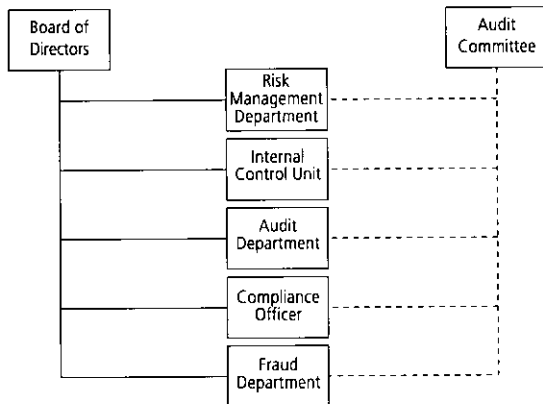 Board of
Directors
Audit
Committee
Risk
Management
Department
Internal
Control Unit
Audit
Department
Compliance
Officer
Fraud
Department